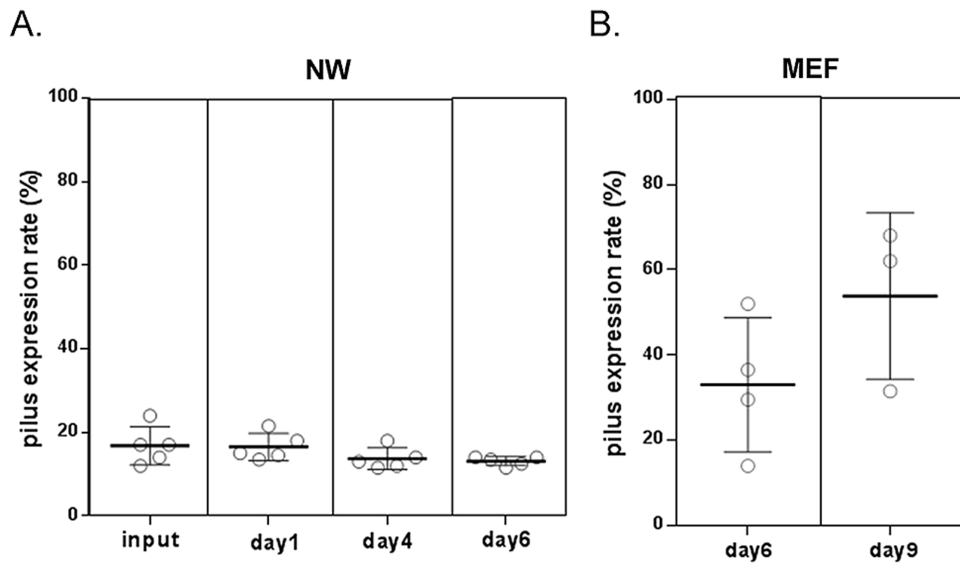 A.
NW
pilus expression rate (%)
100
80
60
40
20
0
input day1 day4 day6
B.
MEF
pilus expression rate (%)
100
80
60
40
20
0
day6 day9